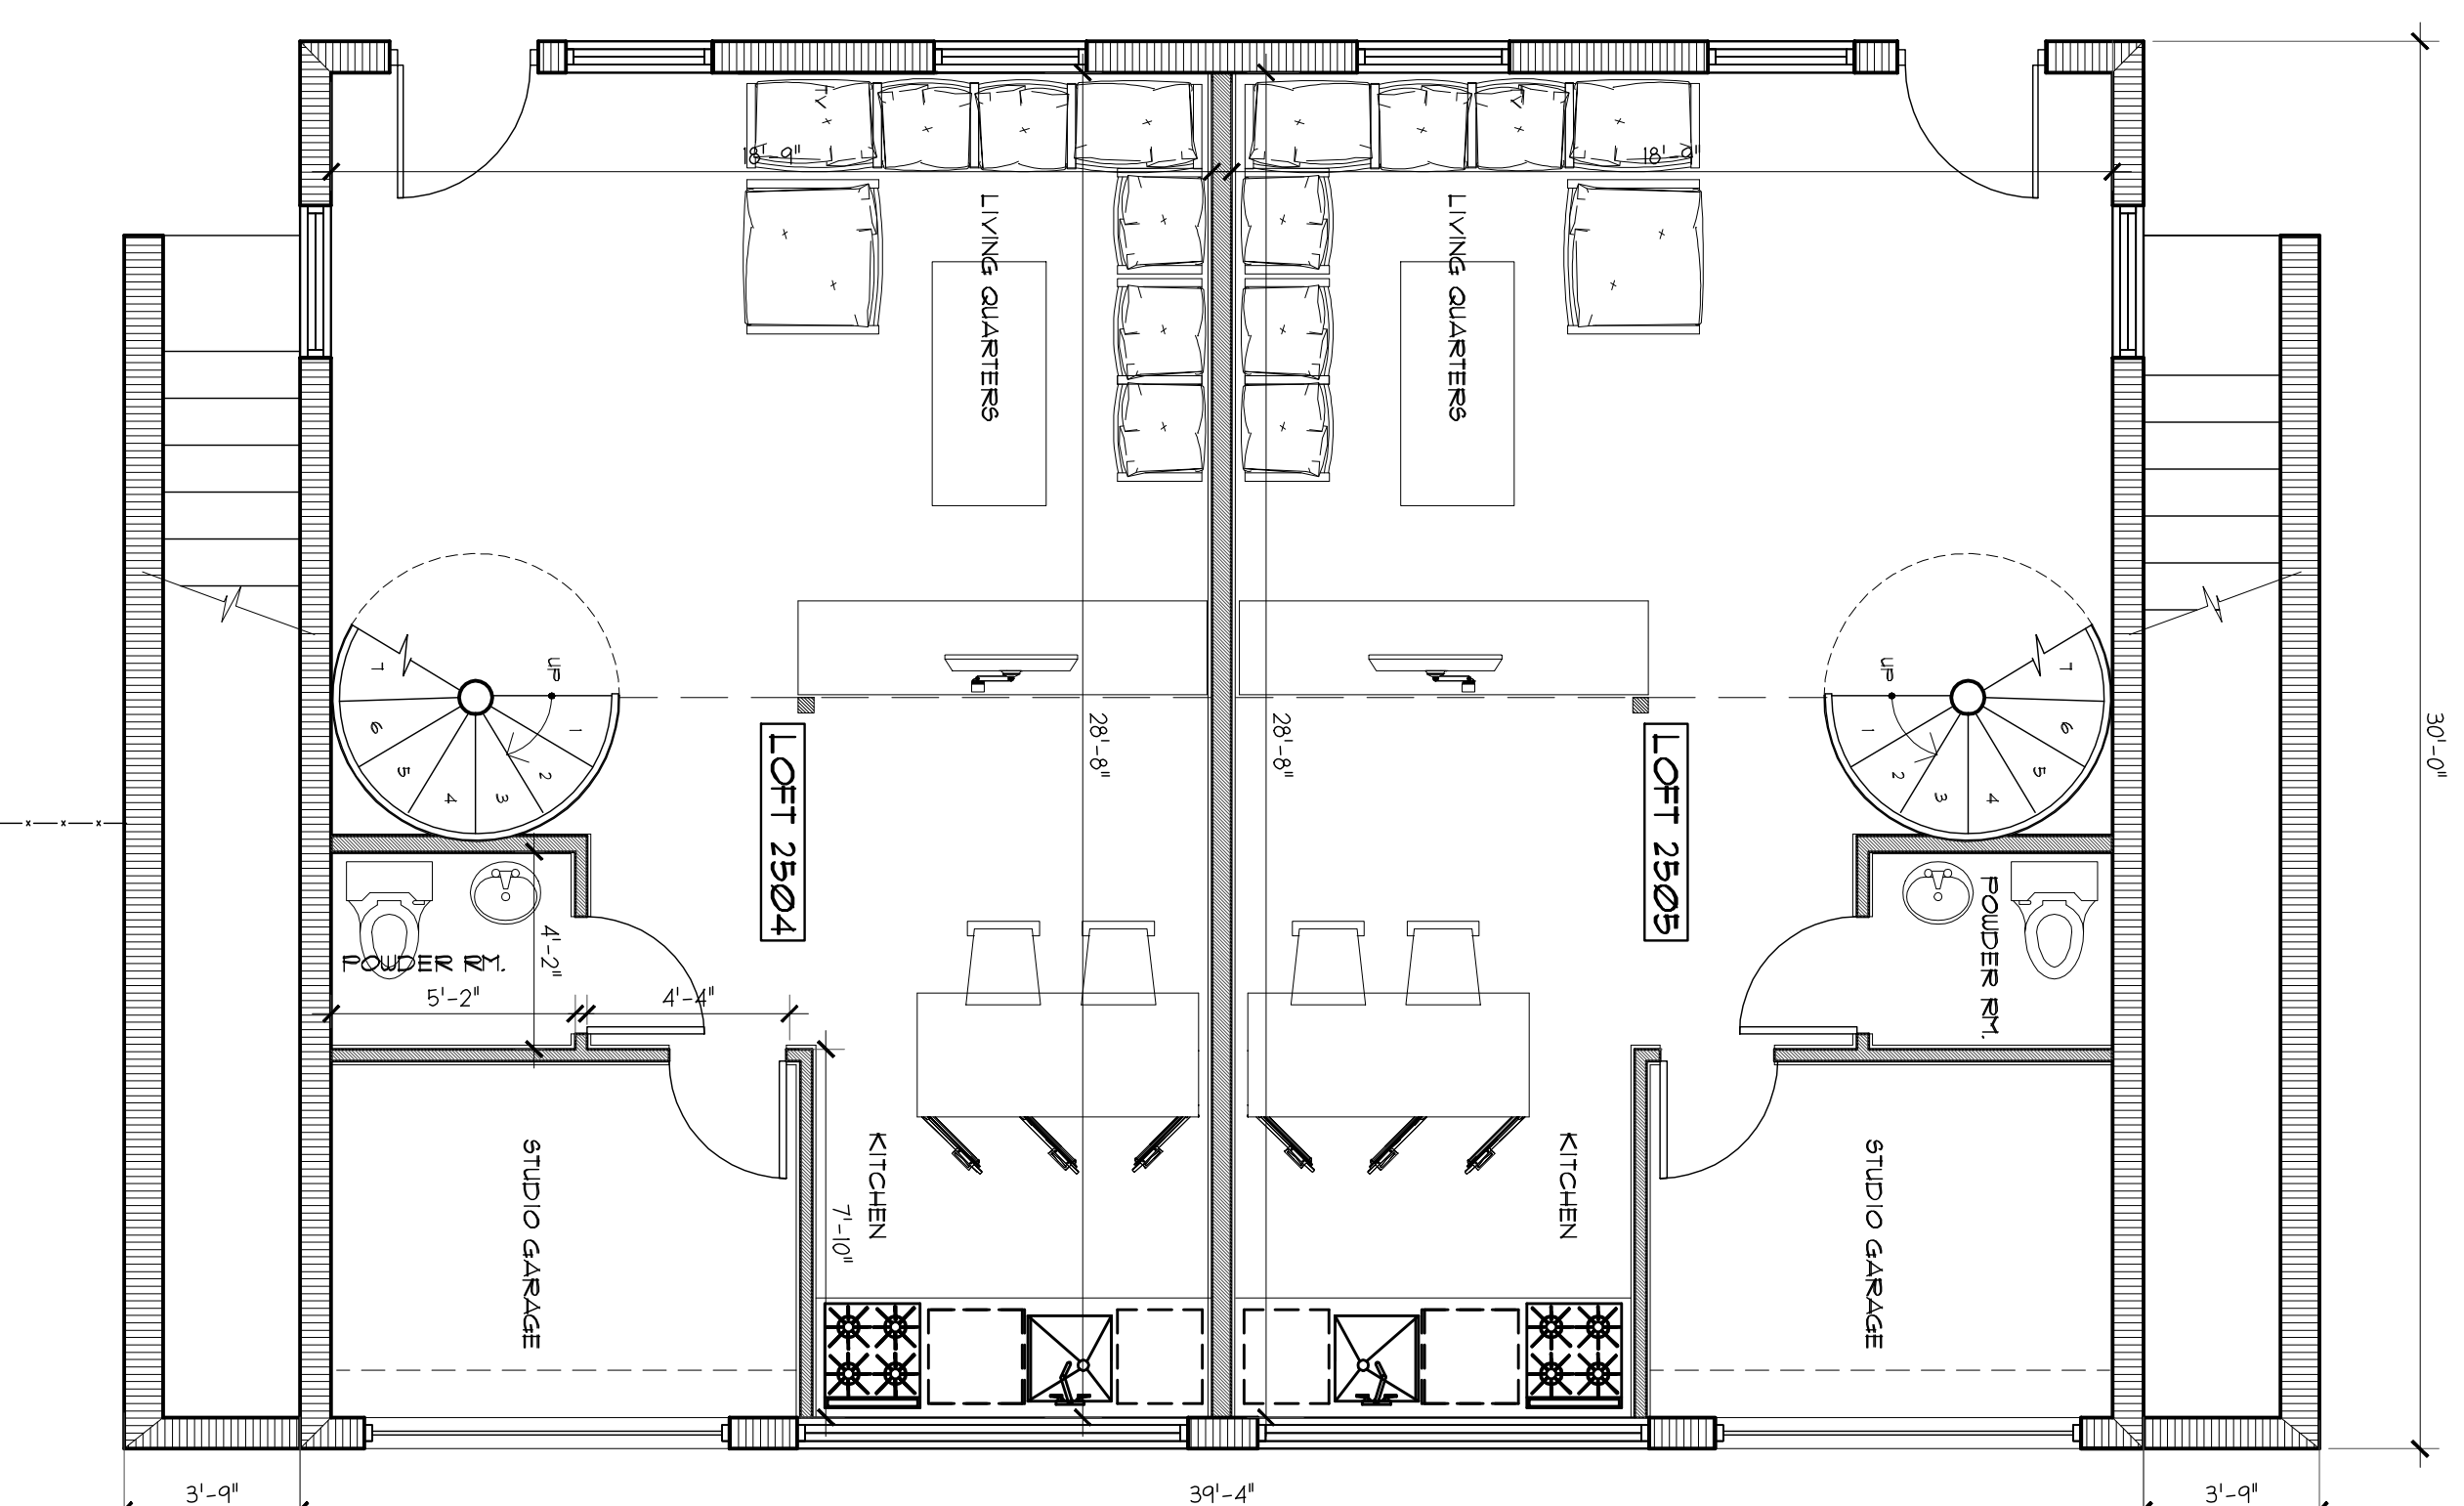 TV
TV
18'-9"
18'-9"
LIVING QUARTERS
LIVING QUARTERS
UP
7
6
5
4
3
2
1
UP
1
2
3
4
5
6
7
LOFT 2504
28'-8"
28'-8"
LOFT 2505
30'-0"
POWDER RM.
4'-2"
5'-2"
4'-4"
POWDER RM.
STUDIO GARAGE
7'-10"
KITCHEN
KITCHEN
STUDIO GARAGE
3'-9"
39'-4"
3'-9"